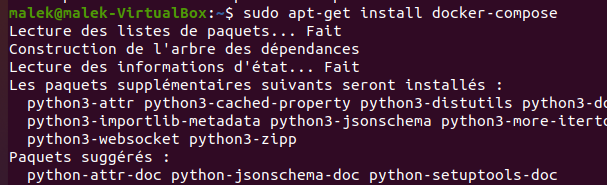 malek@malek-VirtualBox:~$ sudo apt-get install docker-compose
Lecture des listes de paquets... Fait
Construction de l'arbre des dépendances
Lecture des informations d'état... Fait
Les paquets supplémentaires suivants seront installés :
python3-attr python3-cached-property python3-distutils python3-do
python3-importlib-metadata python3-jsonschema python3-more-iterto
python3-websocket python3-zipp
Paquets suggérés :
python-attr-doc python-jsonschema-doc python-setuptools-doc